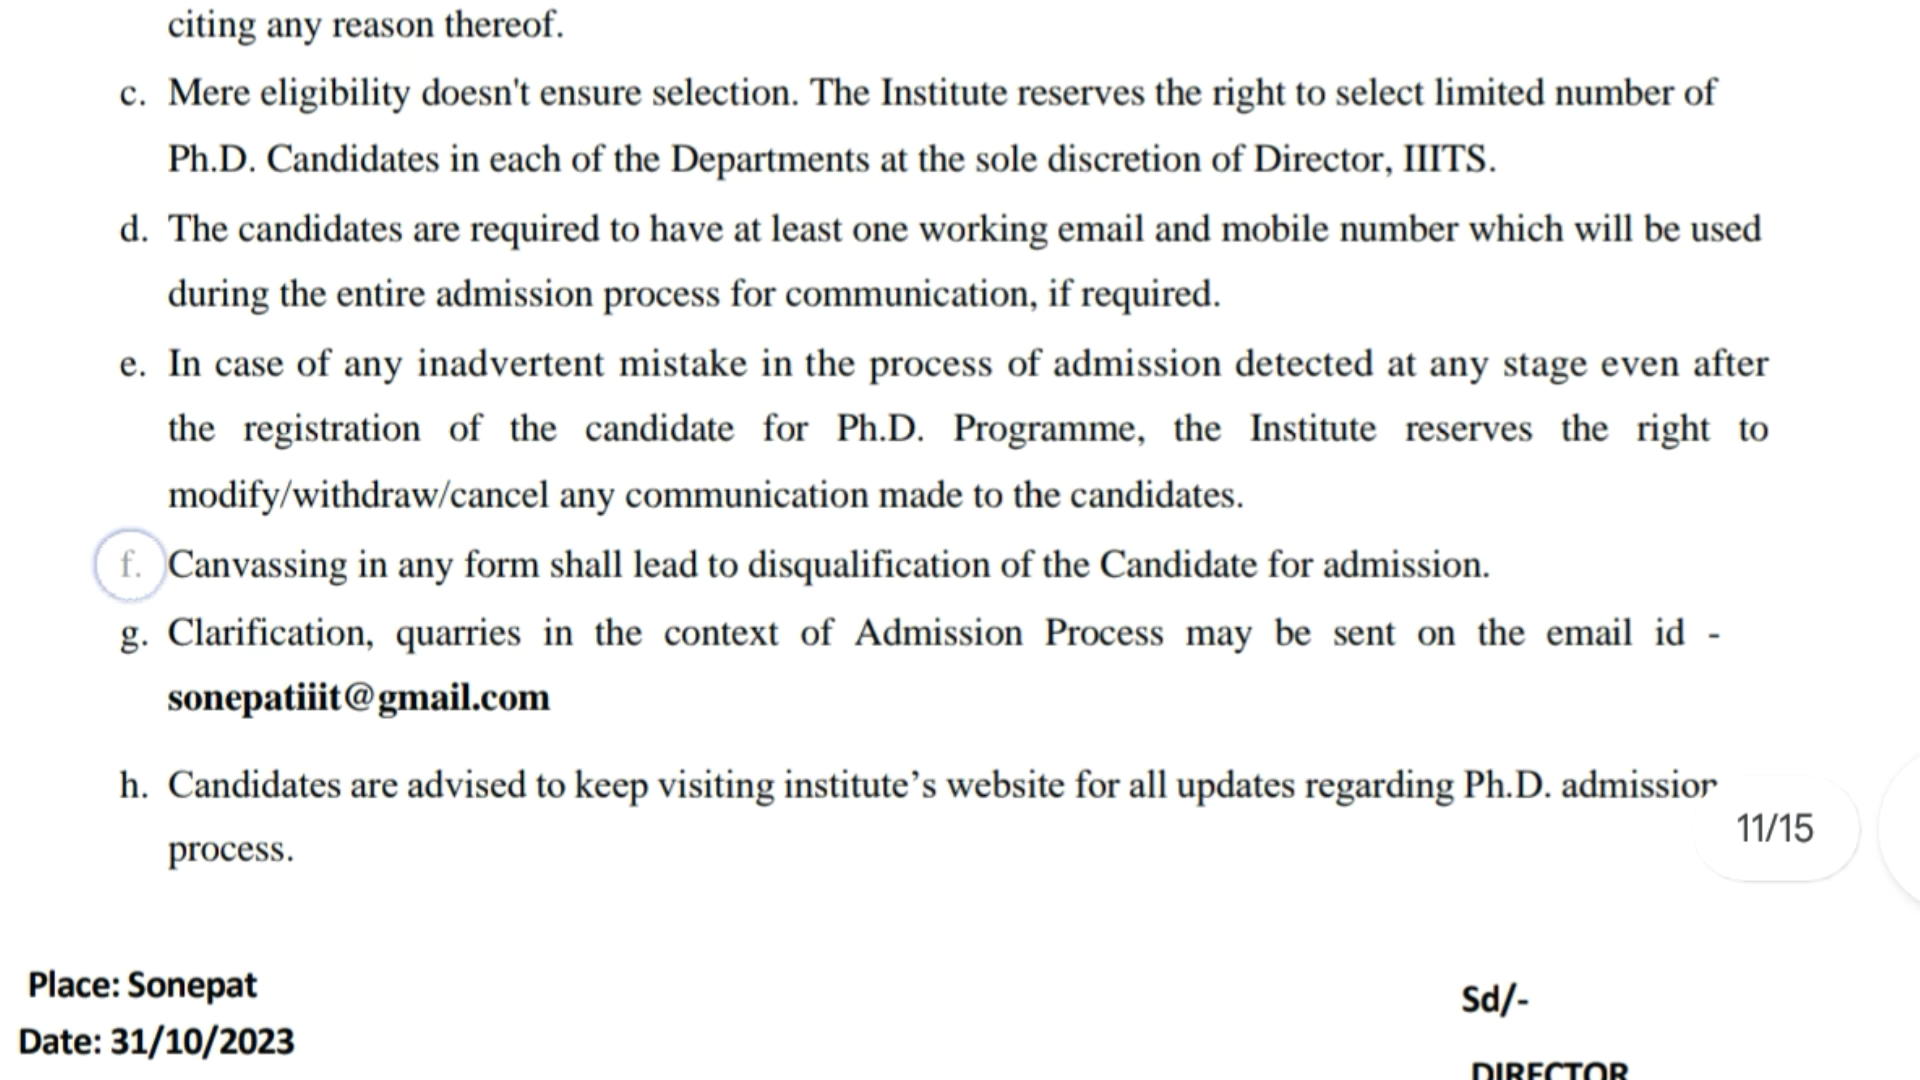 citing any reason thereof.
c. Mere eligibility doesn't ensure selection. The Institute reserves the right to select limited number of
Ph.D. Candidates in each of the Departments at the sole discretion of Director, IIITS.
d. The candidates are required to have at least one working email and mobile number which will be used
during the entire admission process for communication, if required.
e. In case of any inadvertent mistake in the process of admission detected at any stage even after
the registration of the candidate for Ph.D. Programme, the Institute reserves the right to
modify/withdraw/cancel any communication made to the candidates.
f. Canvassing in any form shall lead to disqualification of the Candidate for admission.
g. Clarification, quarries in the context of Admission Process may be sent on the email id -
sonepatiiit@gmail.com
h. Candidates are advised to keep visiting institute’s website for all updates regarding Ph.D. admission
process.
11/15
Place: Sonepat
Sd/-
Date: 31/10/2023
DIRECTOR